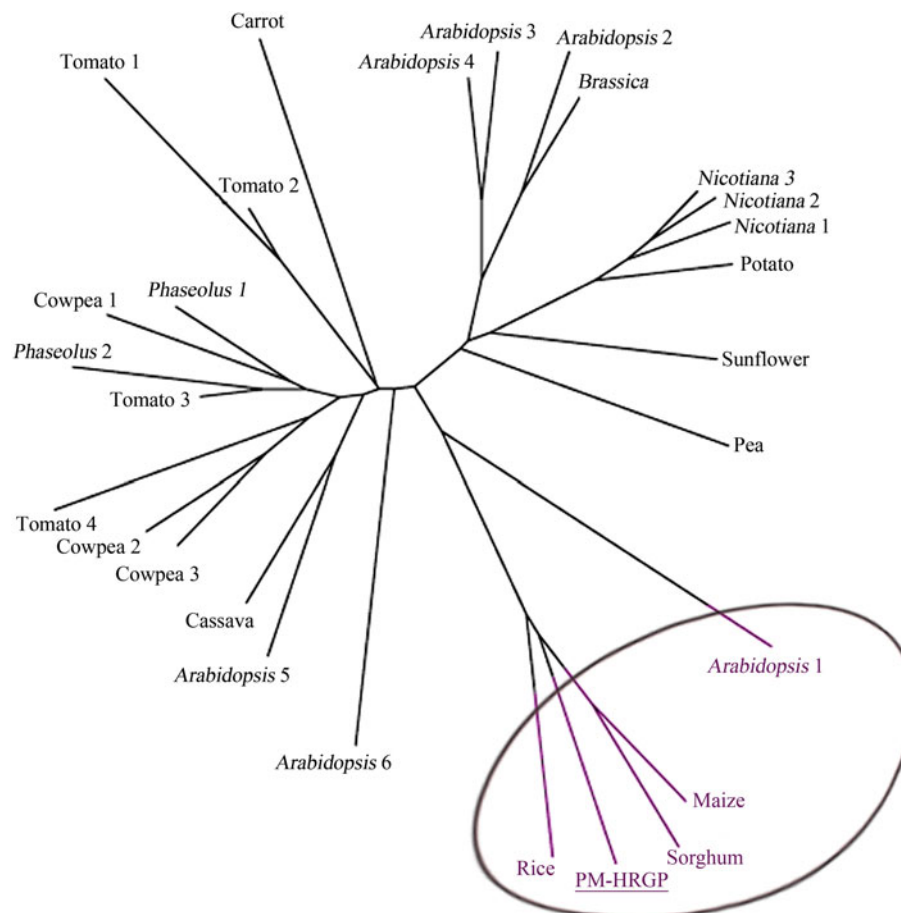 Carrot
Arabidopsis 3
Arabidopsis 2
Tomato 1
Arabidopsis 4
Brassica
Tomato 2
Nicotiana 3
Nicotiana 2
Nicotiana 1
Potato
Phaseolus 1
Cowpea 1
Phaseolus 2
Sunflower
Tomato 3
Pea
Tomato 4
Cowpea 2
Cowpea 3
Cassava
Arabidopsis 5
Arabidopsis 1
Arabidopsis 6
Maize
Sorghum
Rice
PM-HRGP